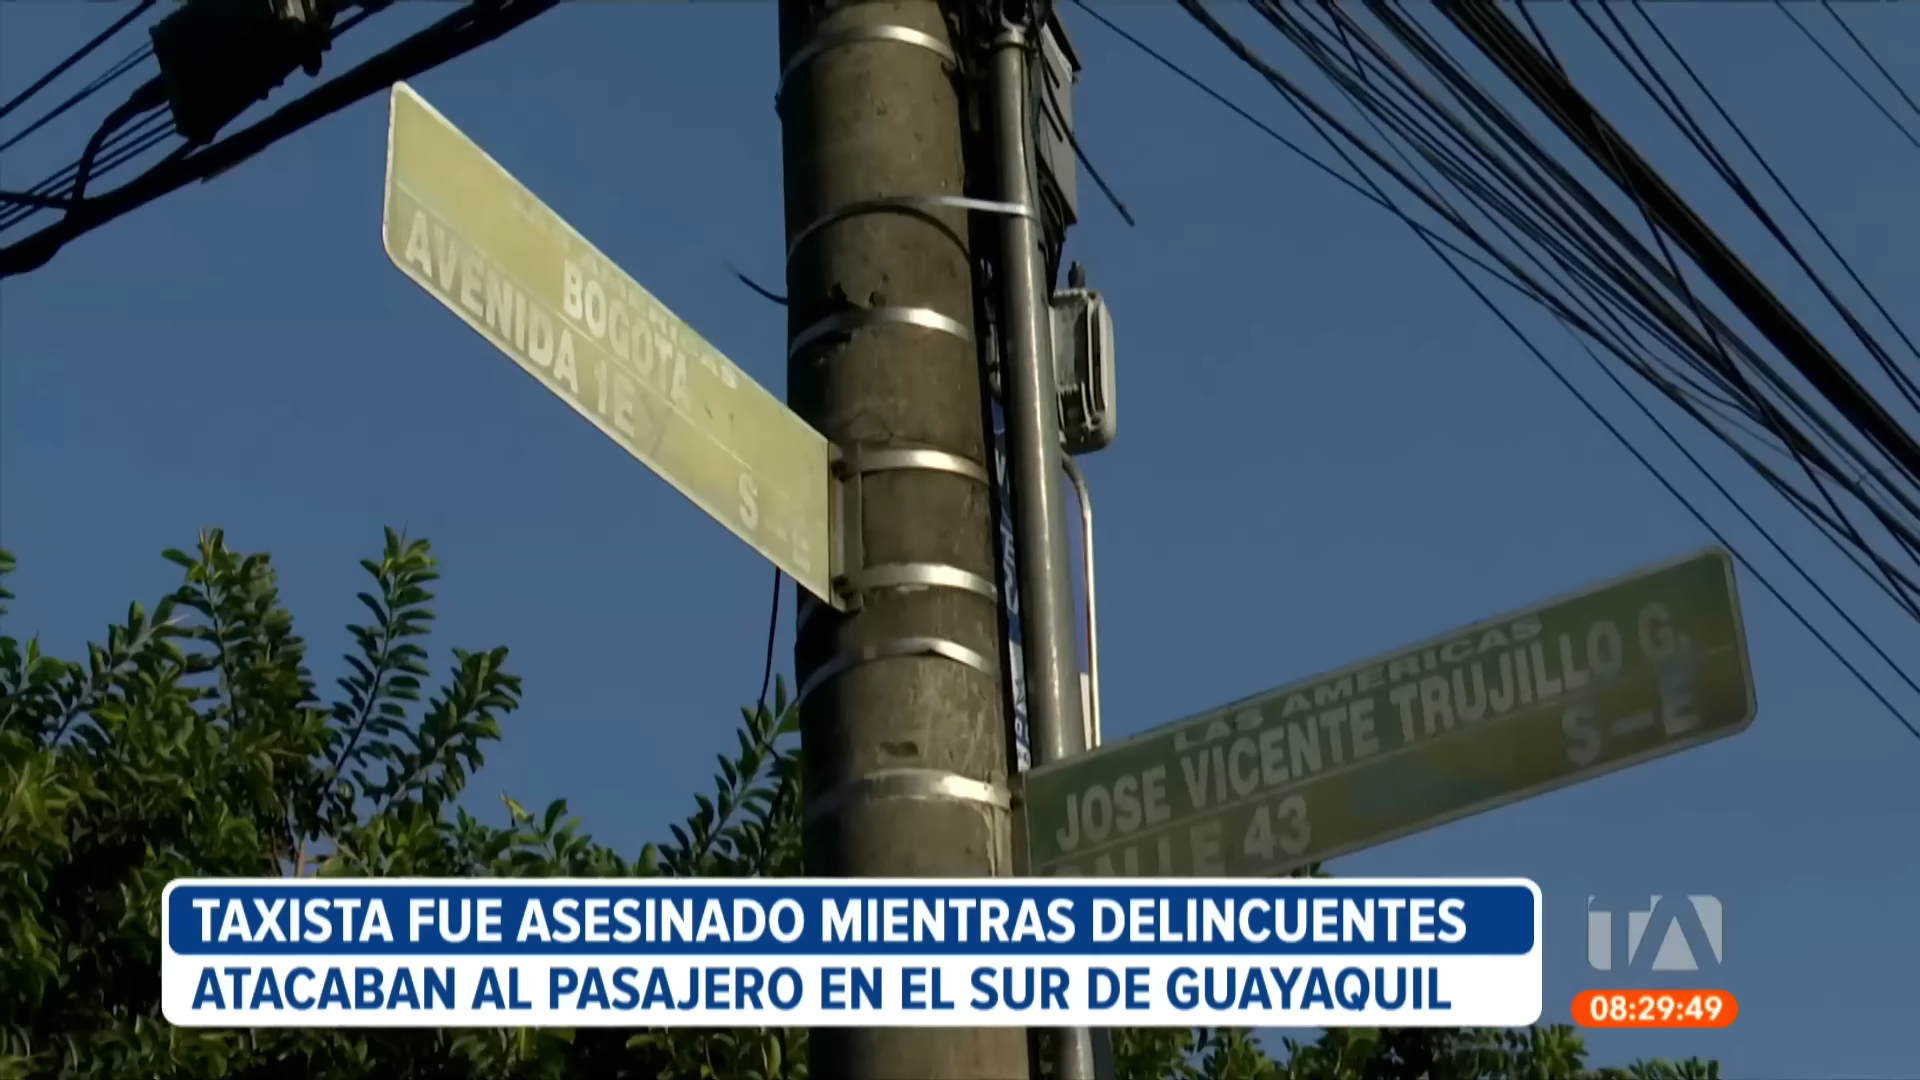 LAS AMERICAS
BOGOTA
AVENIDA 1E
S - E
LAS AMERICAS
JOSE VICENTE TRUJILLO G.
CALLE 43
S - E
TAXISTA FUE ASESINADO MIENTRAS DELINCUENTES
ATACABAN AL PASAJERO EN EL SUR DE GUAYAQUIL
TA
08:29:49